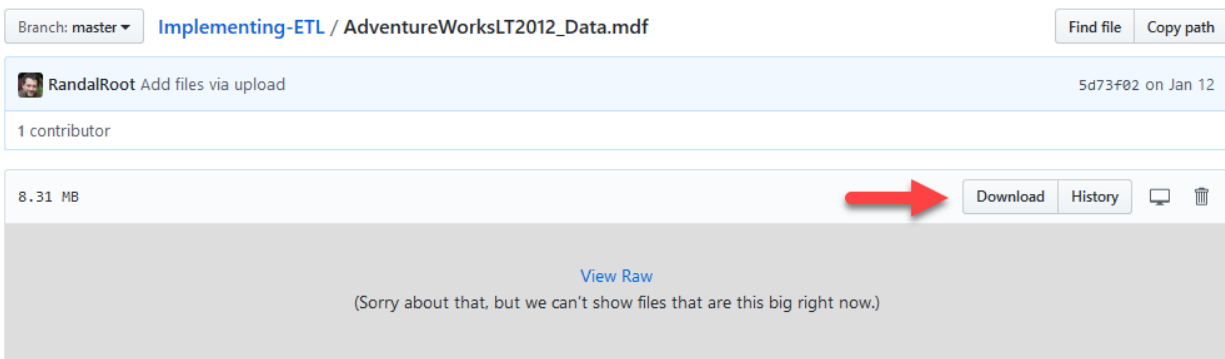 Branch: master Implementing-ETL / AdventureWorksLT2012_Data.mdf Find file Copy path
RandalRoot Add files via upload 5d73f02 on Jan 12
1 contributor
8.31 MB Download History
View Raw
(Sorry about that, but we can't show files that are this big right now.)